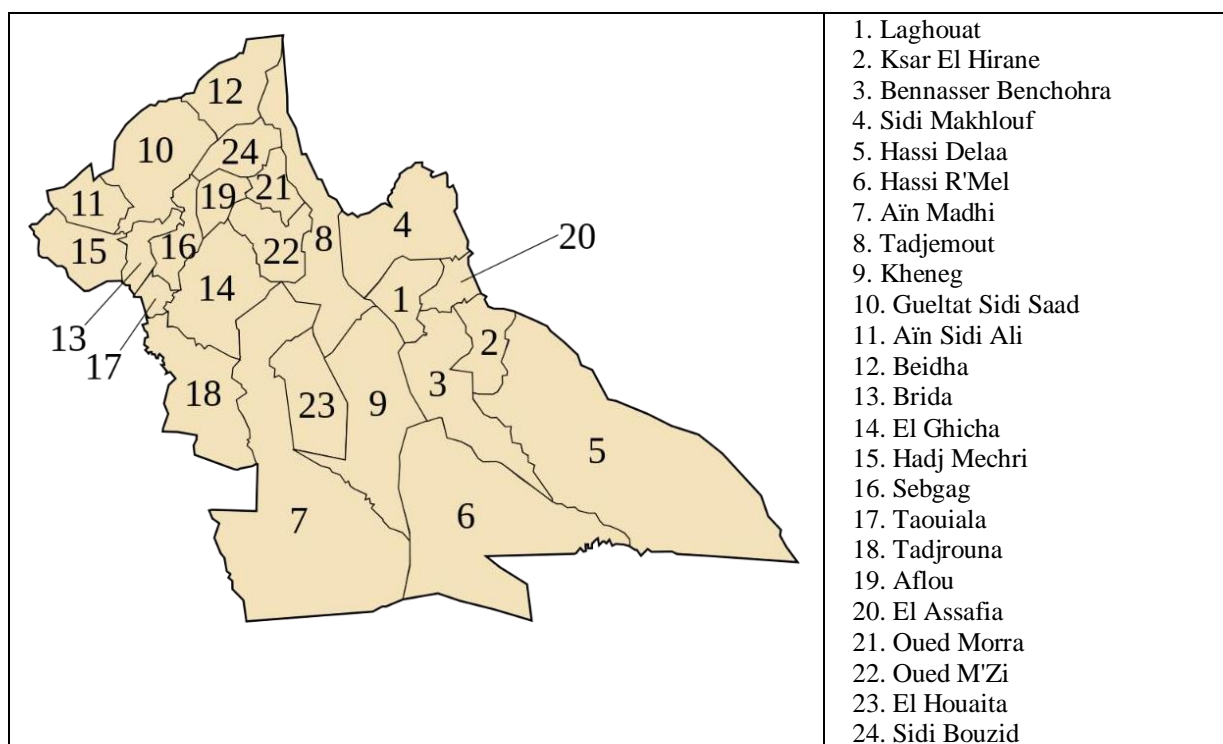 12
10
24
11
19
21
4
20
15
16
22
8
14
1
13
17
2
18
23
9
3
5
7
6
1. Laghouat
2. Ksar El Hirane
3. Bennasser Benchohra
4. Sidi Makhlouf
5. Hassi Delaa
6. Hassi R'Mel
7. Aïn Madhi
8. Tadjemout
9. Kheneg
10. Gueltat Sidi Saad
11. Aïn Sidi Ali
12. Beidha
13. Brida
14. El Ghicha
15. Hadj Mechri
16. Sebgag
17. Taouiala
18. Tadjrouna
19. Aflou
20. El Assafia
21. Oued Morra
22. Oued M'Zi
23. El Houaita
24. Sidi Bouzid